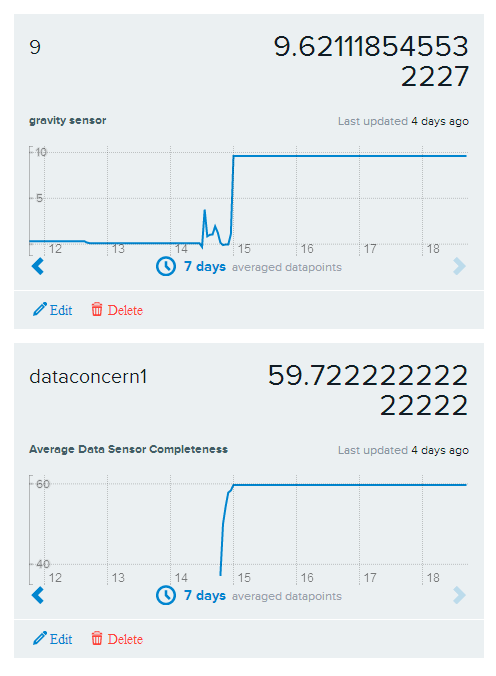 9
9.62111854553
2227
gravity sensor
Last updated 4 days ago
10
5
12 13 14 15 16 17 18
7 days averaged datapoints
Edit Delete
dataconcern1
59.722222222
22222
Average Data Sensor Completeness
Last updated 4 days ago
60
40
12 13 14 15 16 17 18
7 days averaged datapoints
Edit Delete